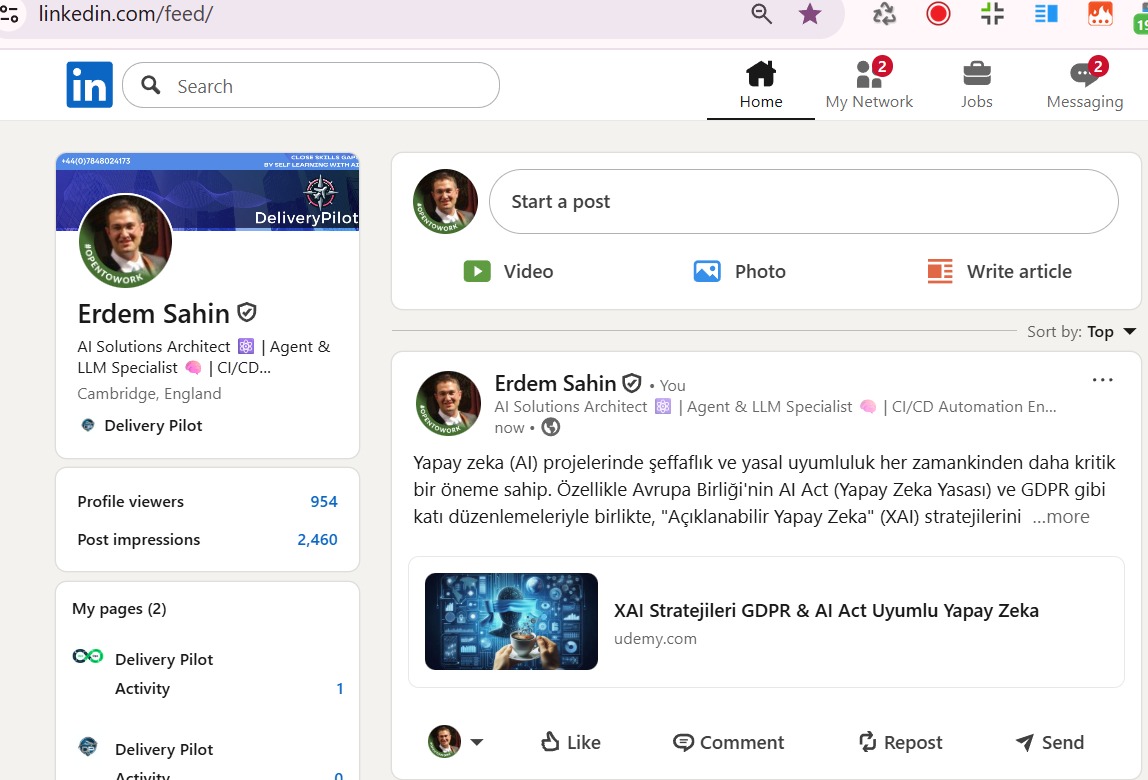 linkedin.com/feed/
19
in
Search
Home
2
My Network
Jobs
2
Messaging
+44(0)7848024173
CLOSE SKILLS GAPS
BY SELF LEARNING WITH AI
DeliveryPilot
#OPENTOWORK
Erdem Sahin
AI Solutions Architect ⚛️ | Agent &
LLM Specialist 🧠 | CI/CD...
Cambridge, England
Delivery Pilot
Profile viewers 954
Post impressions 2,460
My pages (2)
Delivery Pilot
Activity 1
Delivery Pilot
Activity 0
#OPENTOWORK
Start a post
Video
Photo
Write article
Sort by: Top
#OPENTOWORK
Erdem Sahin • You
AI Solutions Architect ⚛️ | Agent & LLM Specialist 🧠 | CI/CD Automation En...
now •
Yapay zeka (AI) projelerinde şeffaflık ve yasal uyumluluk her zamankinden daha kritik
bir öneme sahip. Özellikle Avrupa Birliği'nin AI Act (Yapay Zeka Yasası) ve GDPR gibi
katı düzenlemeleriyle birlikte, "Açıklanabilir Yapay Zeka" (XAI) stratejilerini ...more
XAI Stratejileri GDPR & AI Act Uyumlu Yapay Zeka
udemy.com
Like
Comment
Repost
Send